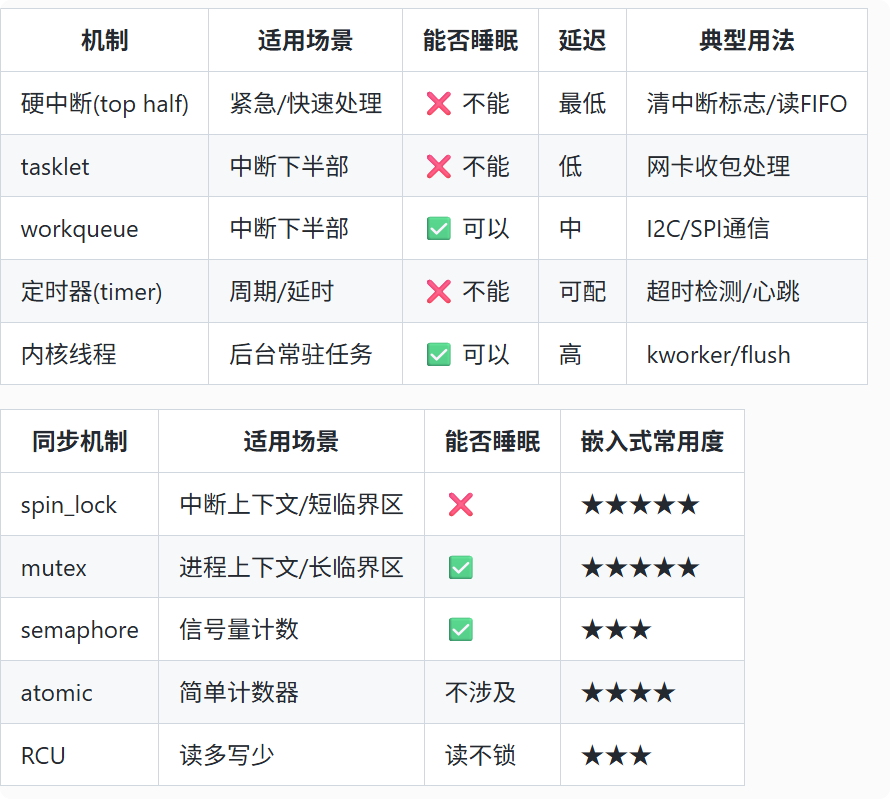 机制 适用场景 能否睡眠 延迟 典型用法
硬中断(top half) 紧急/快速处理 ❌ 不能 最低 清中断标志/读FIFO
tasklet 中断下半部 ❌ 不能 低 网卡收包处理
workqueue 中断下半部 ✅ 可以 中 I2C/SPI通信
定时器(timer) 周期/延时 ❌ 不能 可配 超时检测/心跳
内核线程 后台常驻任务 ✅ 可以 高 kworker/flush
同步机制 适用场景 能否睡眠 嵌入式常用度
spin_lock 中断上下文/短临界区 ❌ ★★★★★
mutex 进程上下文/长临界区 ✅ ★★★★★
semaphore 信号量计数 ✅ ★★★
atomic 简单计数器 不涉及 ★★★★
RCU 读多写少 读不锁 ★★★